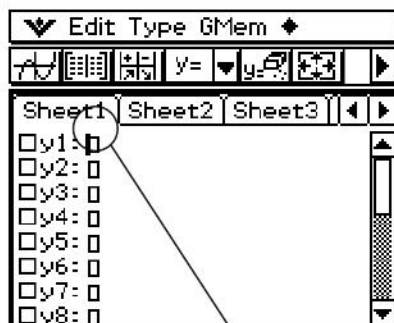 Edit Type GMem ◆
y=
Sheet1 Sheet2 Sheet3
y1:
y2:
y3:
y4:
y5:
y6:
y7:
y8: